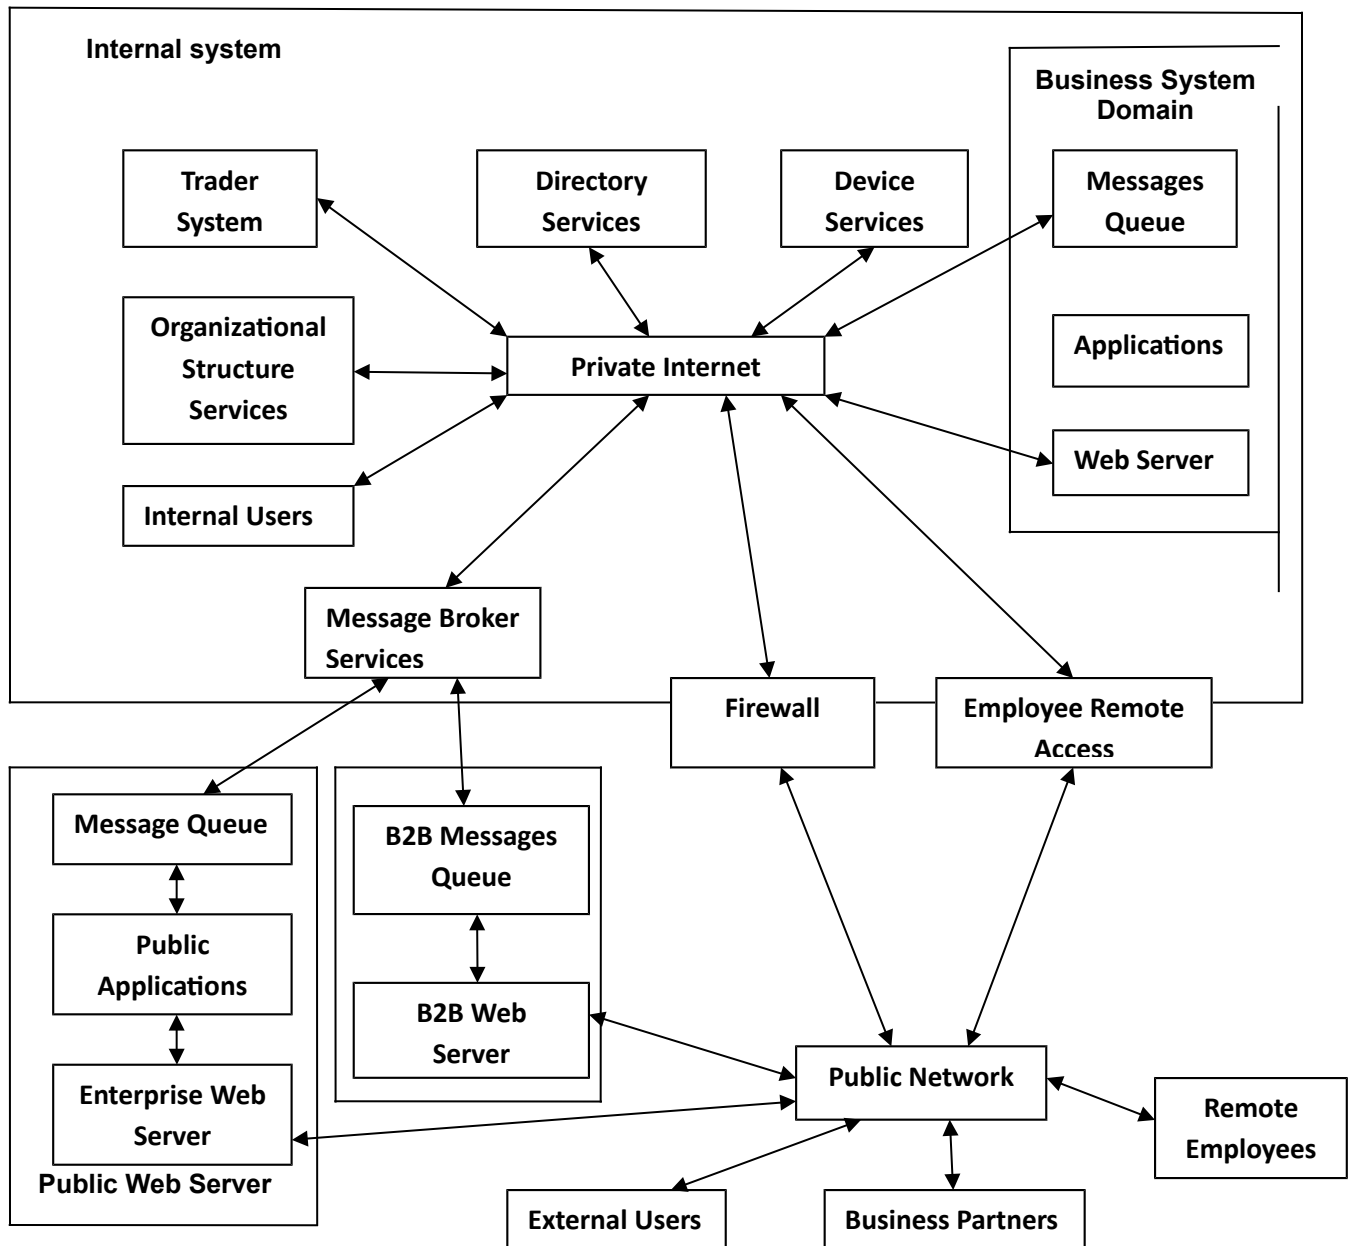 Internal system
Business System
Domain
Trader
System
Directory
Services
Device
Services
Messages
Queue
Organizational
Structure
Services
Private Internet
Applications
Web Server
Internal Users
Message Broker
Services
Firewall
Employee Remote
Access
Message Queue
B2B Messages
Queue
Public
Applications
B2B Web
Server
Enterprise Web
Server
Public Web Server
Public Network
Remote
Employees
External Users
Business Partners